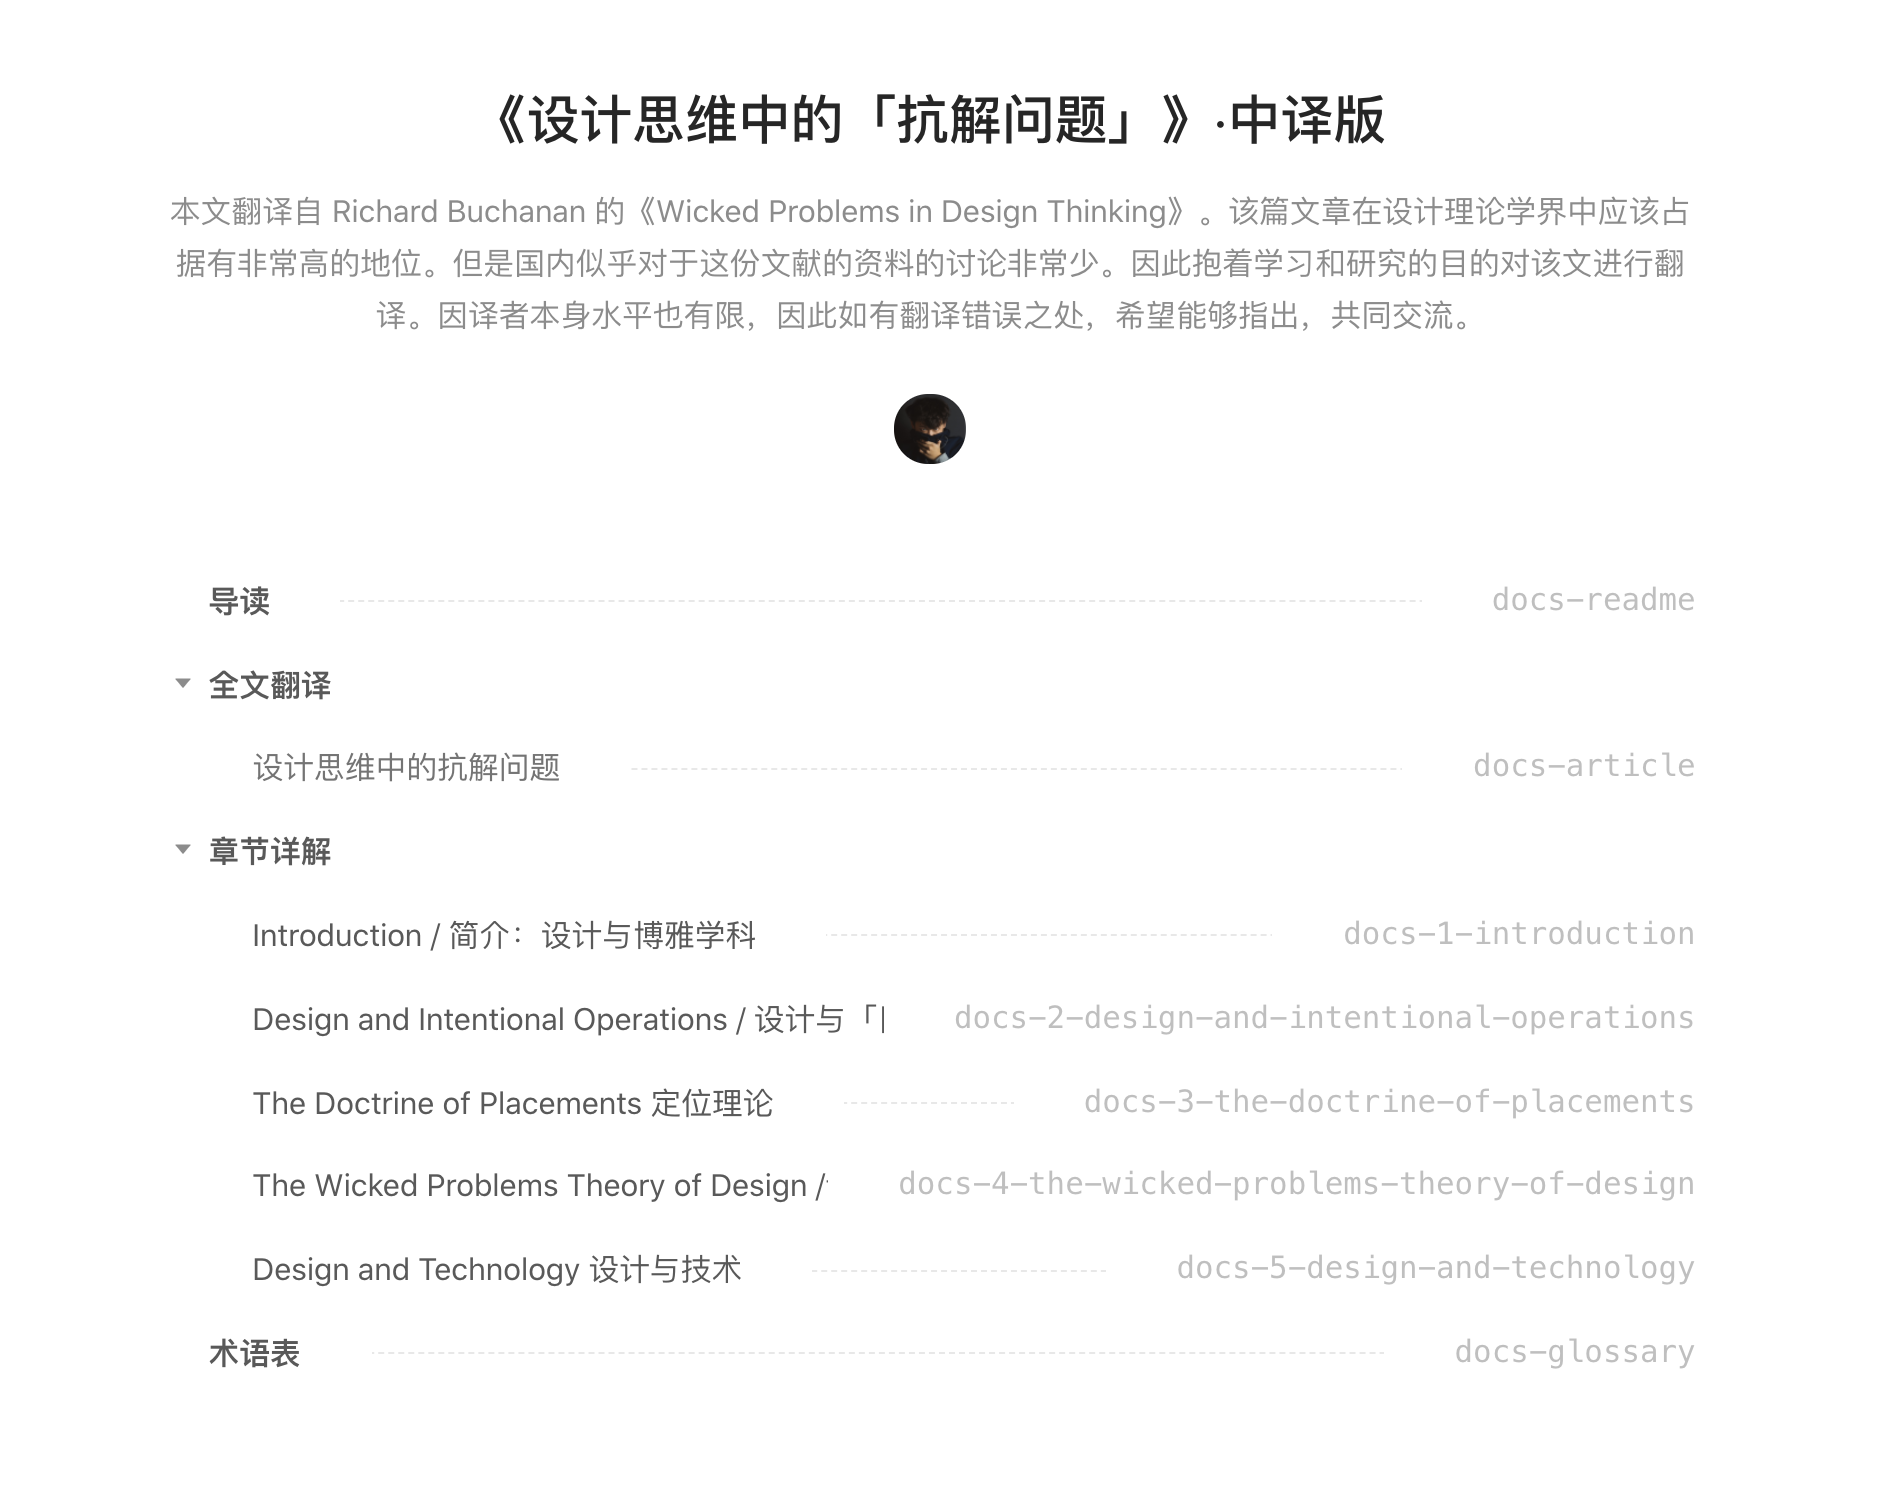 《设计思维中的「抗解问题」》·中译版
本文翻译自 Richard Buchanan 的《Wicked Problems in Design Thinking》。该篇文章在设计理论学界中应该占
据有非常高的地位。但是国内似乎对于这份文献的资料的讨论非常少。因此抱着学习和研究的目的对该文进行翻
译。因译者本身水平也有限，因此如有翻译错误之处，希望能够指出，共同交流。
导读 docs-readme
全文翻译
设计思维中的抗解问题 docs-article
章节详解
Introduction / 简介：设计与博雅学科 docs-1-introduction
Design and Intentional Operations / 设计与「 docs-2-design-and-intentional-operations
The Doctrine of Placements 定位理论 docs-3-the-doctrine-of-placements
The Wicked Problems Theory of Design / docs-4-the-wicked-problems-theory-of-design
Design and Technology 设计与技术 docs-5-design-and-technology
术语表 docs-glossary